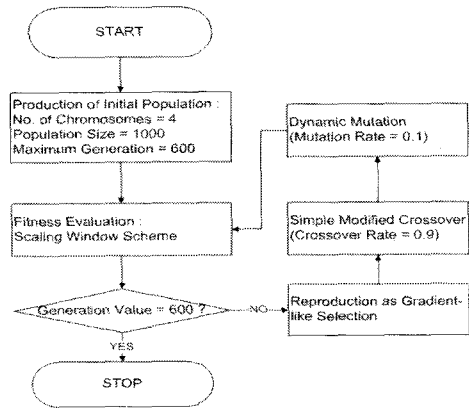 START
Production of Initial Population :
No. of Chromosomes = 4
Population Size = 1000
Maximum Generation = 600
Dynamic Mutation
(Mutation Rate = 0.1)
Fitness Evaluation :
Scaling Window Scheme
Simple Modified Crossover
(Crossover Rate = 0.9)
Generation Value = 600 ?
NO
Reproduction as Gradient-
like Selection
YES
STOP